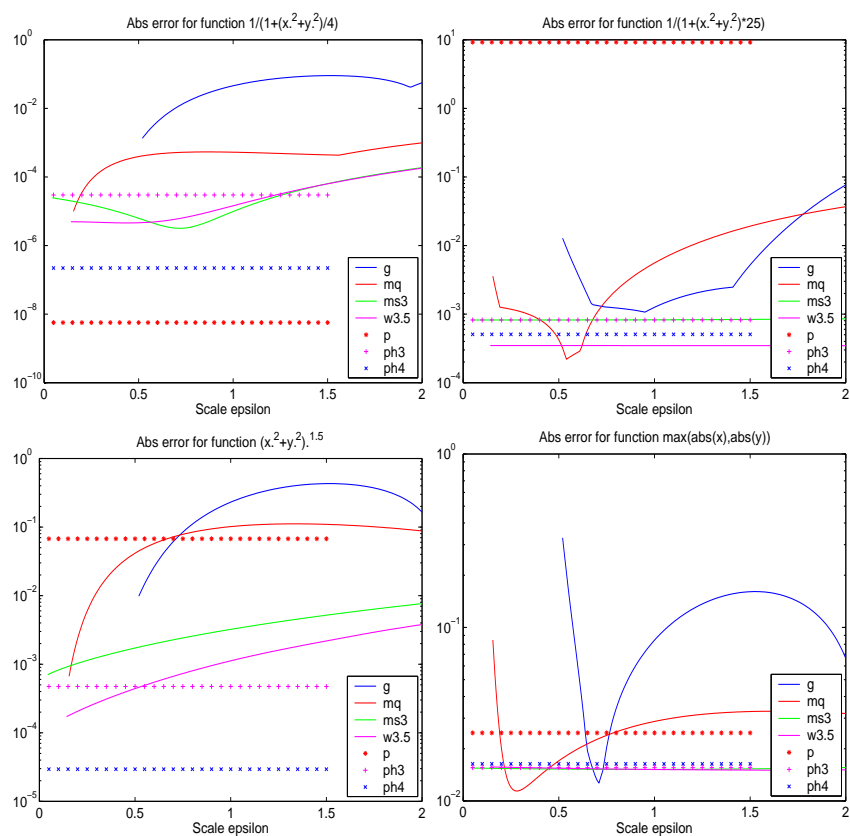 Abs error for function 1/(1+(x.²+y.²)/4)
10⁰
10⁻²
10⁻⁴
10⁻⁶
10⁻⁸
10⁻¹⁰
0 0.5 1 1.5 2
Scale epsilon
g
mq
ms3
w3.5
p
ph3
ph4
Abs error for function 1/(1+(x.²+y.²)*25)
10¹
10⁰
10⁻¹
10⁻²
10⁻³
10⁻⁴
0 0.5 1 1.5 2
Scale epsilon
g
mq
ms3
w3.5
p
ph3
ph4
Abs error for function (x.²+y.²).¹·⁵
10⁰
10⁻¹
10⁻²
10⁻³
10⁻⁴
10⁻⁵
0 0.5 1 1.5 2
Scale epsilon
g
mq
ms3
w3.5
p
ph3
ph4
Abs error for function max(abs(x),abs(y))
10⁰
10⁻¹
10⁻²
0 0.5 1 1.5 2
Scale epsilon
g
mq
ms3
w3.5
p
ph3
ph4